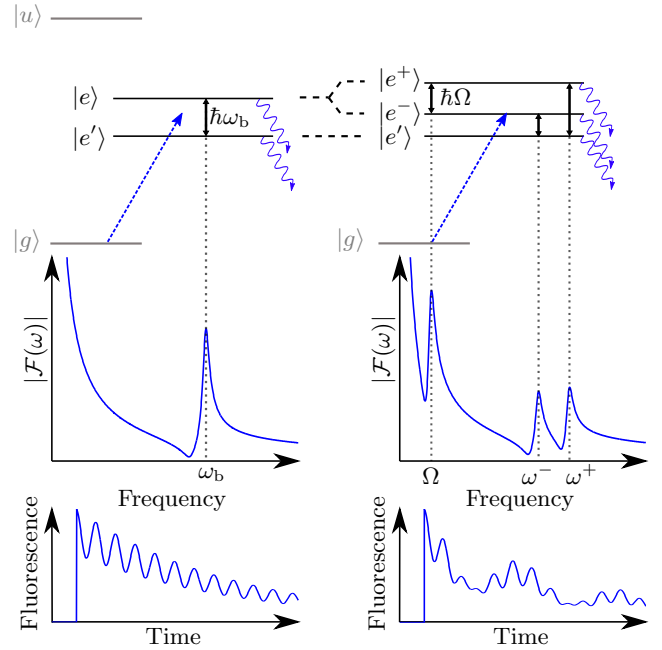 |u⟩
|e⟩
ħω_b
|e′⟩
|g⟩
|e⁺⟩
ħΩ
|e⁻⟩
|e′⟩
|g⟩
|𝓕(ω)|
ω_b
Frequency
|𝓕(ω)|
Ω
ω⁻
ω⁺
Frequency
Fluorescence
Time
Fluorescence
Time